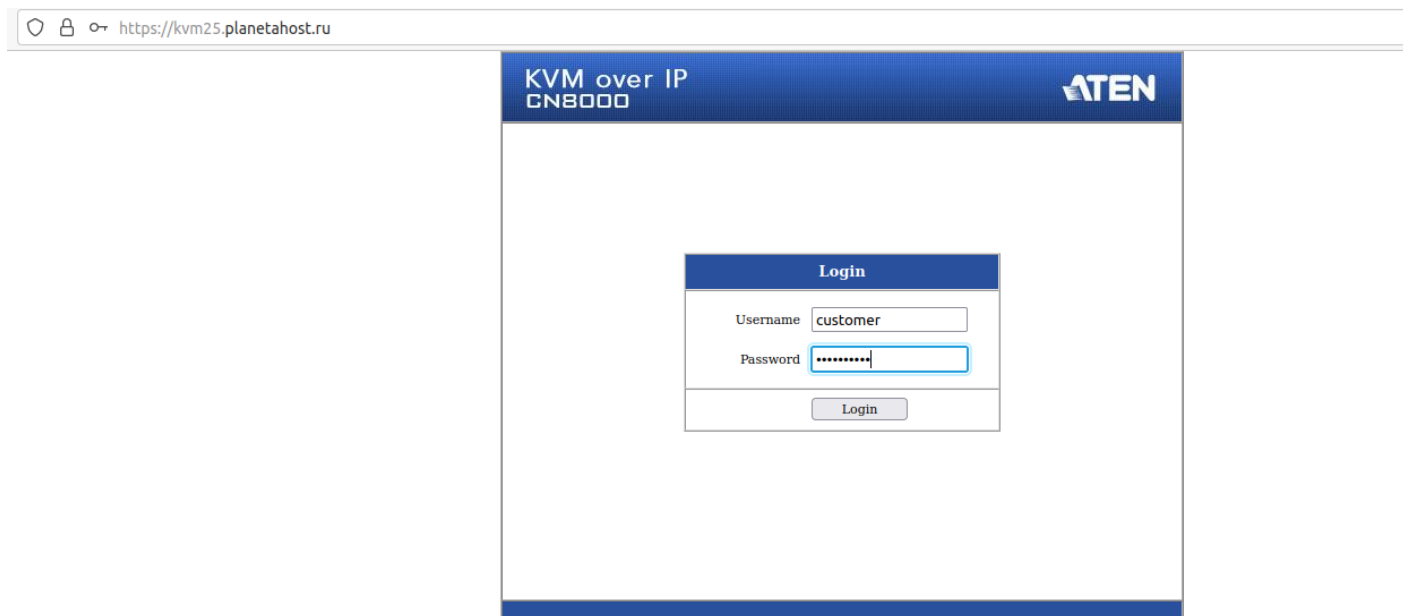 https://kvm25.planetahost.ru
KVM over IP
CN8000
ATEN
Login
Username customer
Password ••••••••••
Login